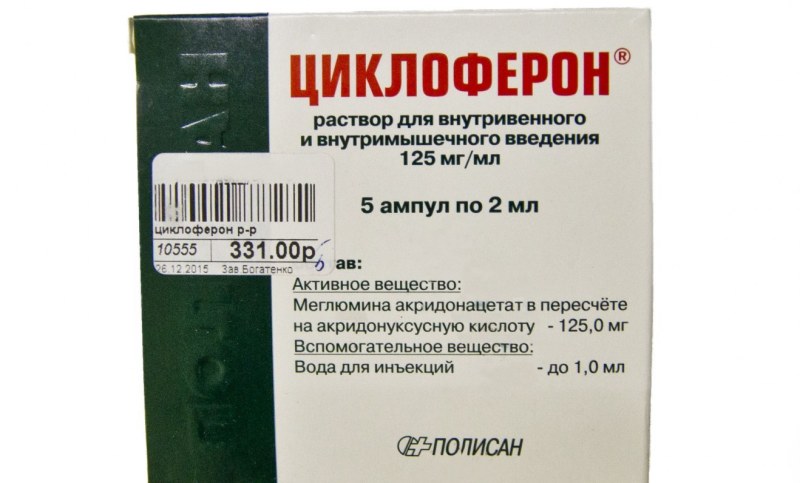 ЦИКЛОФЕРОН®
раствор для внутривенного
и внутримышечного введения
125 мг/мл
5 ампул по 2 мл
циклоферон р-р
10555 331.00р
26.12.2015 Зав.Богатенко
ав:
Активное вещество:
Меглюмина акридонацетат в пересчёте
на акридонуксусную кислоту - 125,0 мг
Вспомогательное вещество:
Вода для инъекций - до 1,0 мл
ПОЛИСАН